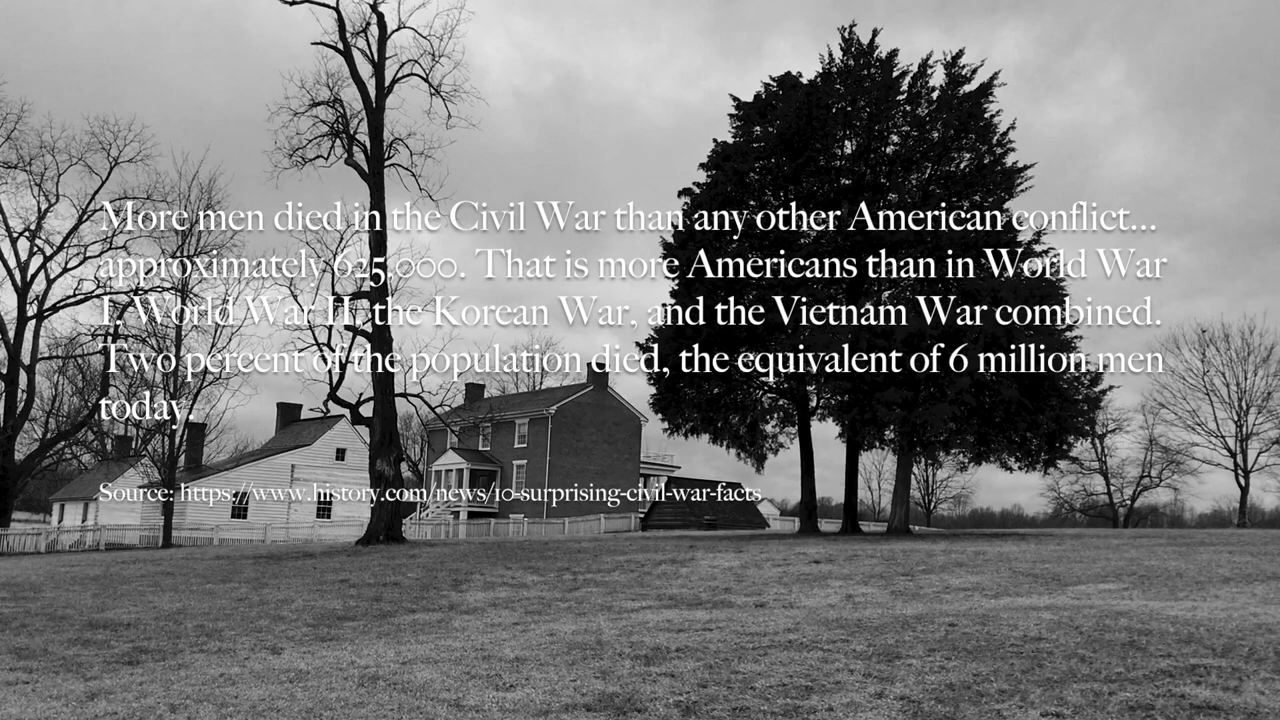 More men died in the Civil War than any other American conflict...
approximately 625,000. That is more Americans than in World War
I, World War II, the Korean War, and the Vietnam War combined.
Two percent of the population died, the equivalent of 6 million men
today.
Source: https://www.history.com/news/10-surprising-civil-war-facts